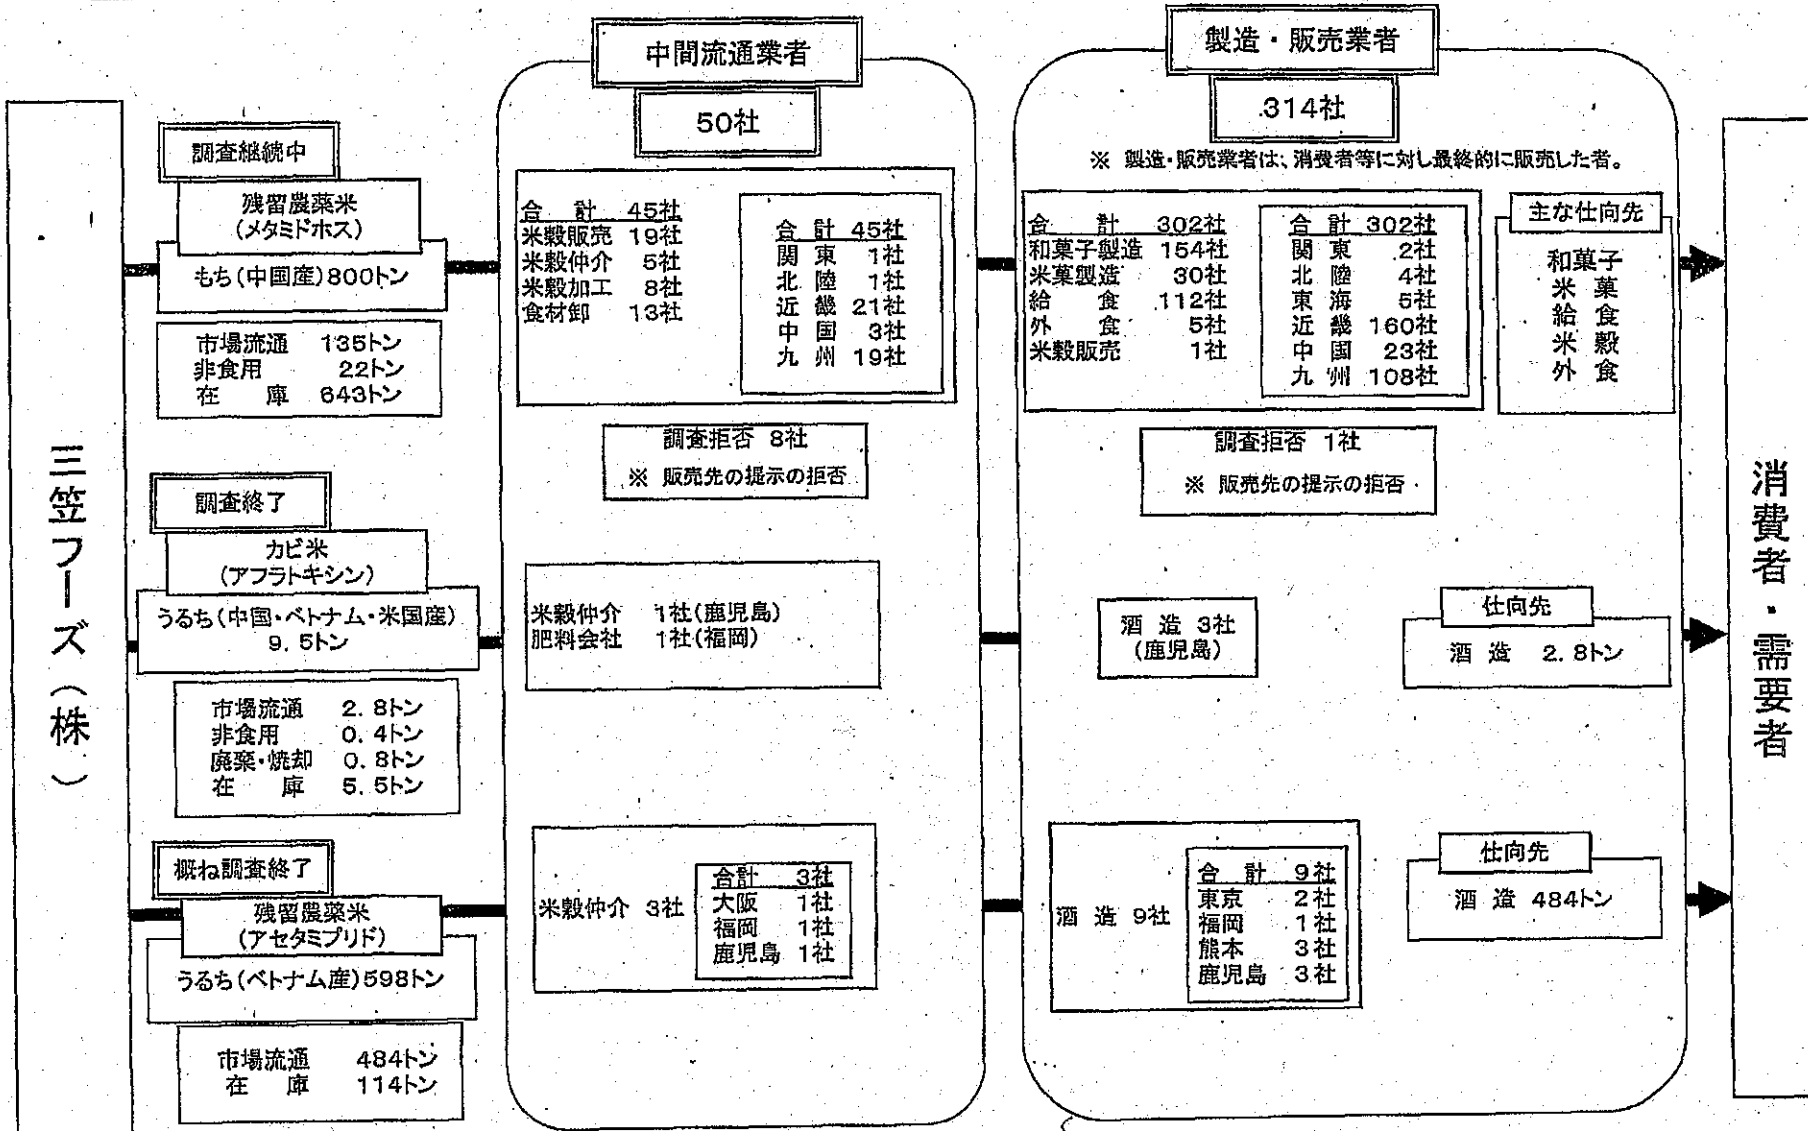 三笠フーズ（株）
調査継続中
残留農薬米
(メタミドホス)
もち(中国産)800トン
市場流通 135トン
非食用 22トン
在庫 643トン
調査終了
カビ米
(アフラトキシン)
うるち(中国・ベトナム・米国産)
9.5トン
市場流通 2.8トン
非食用 0.4トン
廃棄・焼却 0.8トン
在庫 5.5トン
概ね調査終了
残留農薬米
(アセタミプリド)
うるち(ベトナム産)598トン
市場流通 484トン
在庫 114トン
中間流通業者
50社
合計 45社
米穀販売 19社
米穀仲介 5社
米穀加工 8社
食材卸 13社
合計 45社
関東 1社
北陸 1社
近畿 21社
中国 3社
九州 19社
調査拒否 8社
※ 販売先の提示の拒否
米穀仲介 1社(鹿児島)
肥料会社 1社(福岡)
米穀仲介 3社
合計 3社
大阪 1社
福岡 1社
鹿児島 1社
製造・販売業者
314社
※ 製造・販売業者は、消費者等に対し最終的に販売した者。
合計 302社
和菓子製造 154社
米菓製造 30社
給食 112社
外食 5社
米穀販売 1社
合計 302社
関東 2社
北陸 4社
東海 5社
近畿 160社
中国 23社
九州 108社
主な仕向先
和菓子
米菓
給食
米穀
外食
調査拒否 1社
※ 販売先の提示の拒否
酒造 3社
(鹿児島)
仕向先
酒造 2.8トン
酒造 9社
合計 9社
東京 2社
福岡 1社
熊本 3社
鹿児島 3社
仕向先
酒造 484トン
消費者・需要者